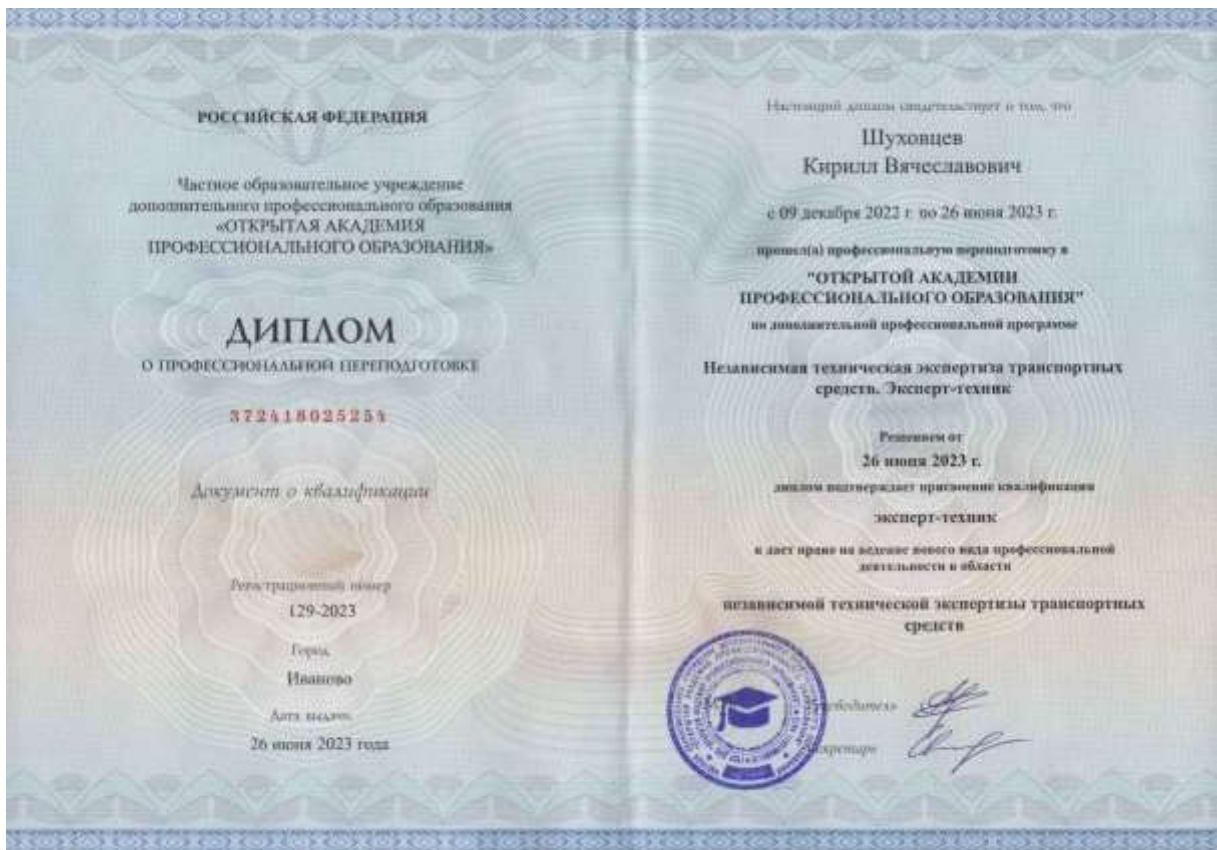 РОССИЙСКАЯ ФЕДЕРАЦИЯ
Частное образовательное учреждение
дополнительного профессионального образования
«ОТКРЫТАЯ АКАДЕМИЯ
ПРОФЕССИОНАЛЬНОГО ОБРАЗОВАНИЯ»
ДИПЛОМ
О ПРОФЕССИОНАЛЬНОЙ ПЕРЕПОДГОТОВКЕ
372418025254
Документ о квалификации
Регистрационный номер
129-2023
Город
Иваново
Дата выдачи
26 июня 2023 года
Настоящий диплом свидетельствует о том, что
Шуховцев
Кирилл Вячеславович
с 09 декабря 2022 г. по 26 июня 2023 г.
прошел(а) профессиональную переподготовку в
"ОТКРЫТОЙ АКАДЕМИИ
ПРОФЕССИОНАЛЬНОГО ОБРАЗОВАНИЯ"
по дополнительной профессиональной программе
Независимая техническая экспертиза транспортных
средств. Эксперт-техник
Решением от
26 июня 2023 г.
диплом подтверждает присвоение квалификации
эксперт-техник
и дает право на ведение нового вида профессиональной
деятельности в области
независимой технической экспертизы транспортных
средств